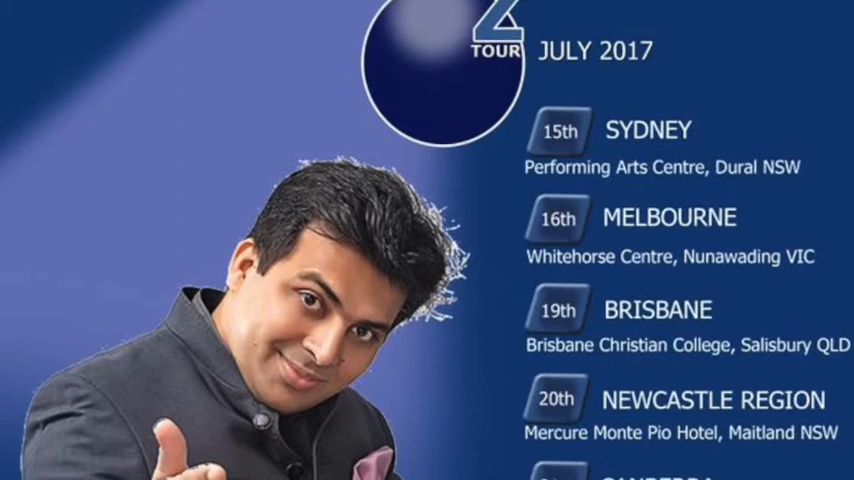 TOUR
JULY 2017
15th SYDNEY
Performing Arts Centre, Dural NSW
16th MELBOURNE
Whitehorse Centre, Nunawading VIC
19th BRISBANE
Brisbane Christian College, Salisbury QLD
20th NEWCASTLE REGION
Mercure Monte Pio Hotel, Maitland NSW